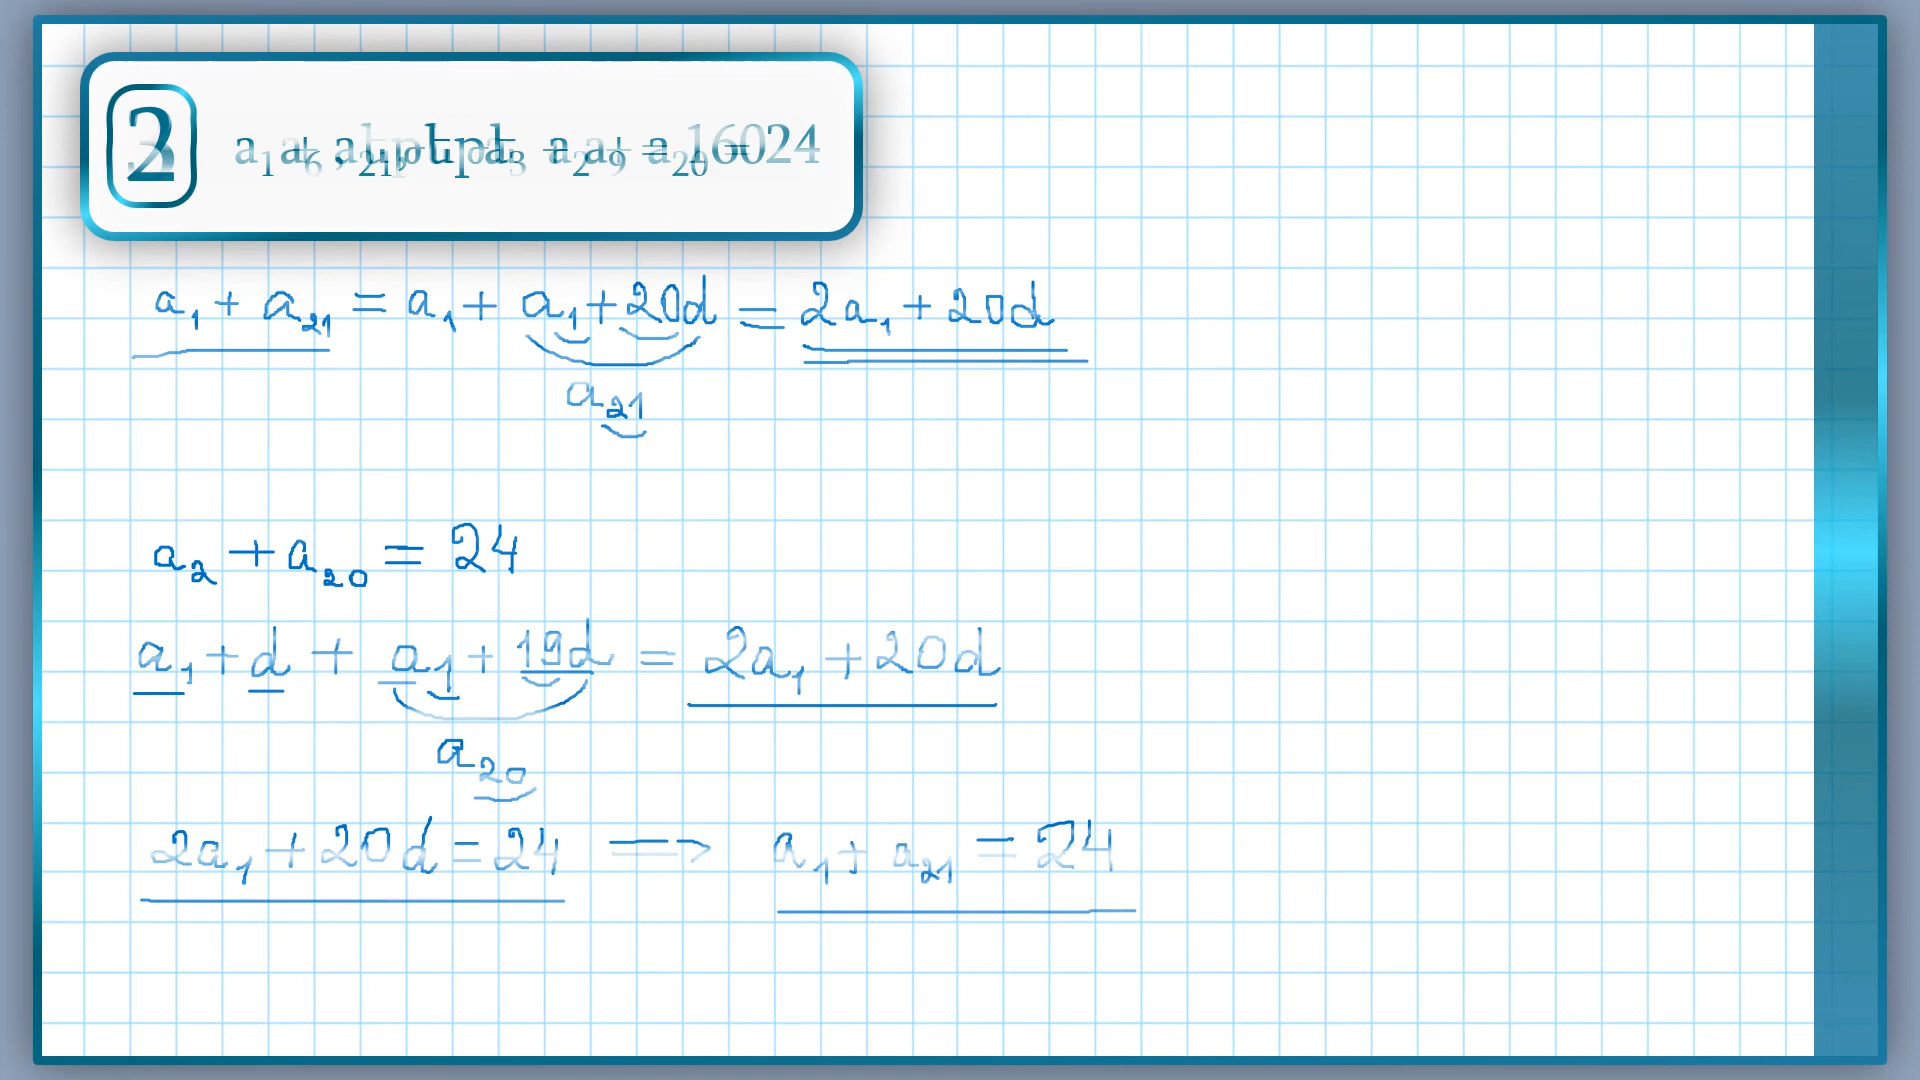 a₁ + a₂₁ = a₁ + a₁ + 20d = 2a₁ + 20d
a₂₁
a₂ + a₂₀ = 24
a₁ + d + a₁ + 19d = 2a₁ + 20d
a₂₀
2a₁ + 20d = 24 => a₁ + a₂₁ = 24